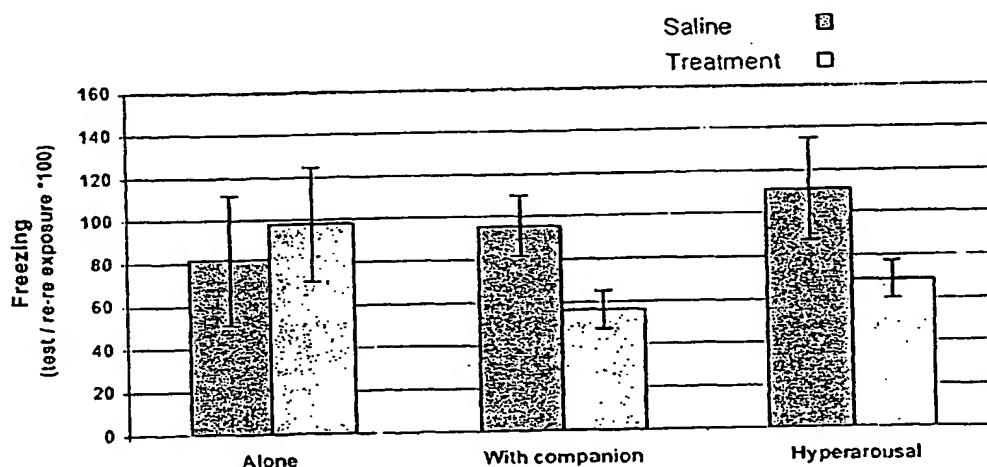 Saline
Treatment
160
140
120
100
80
60
40
20
0
Freezing
(test / re-re exposure *100)
Alone
With companion
Hyperarousal